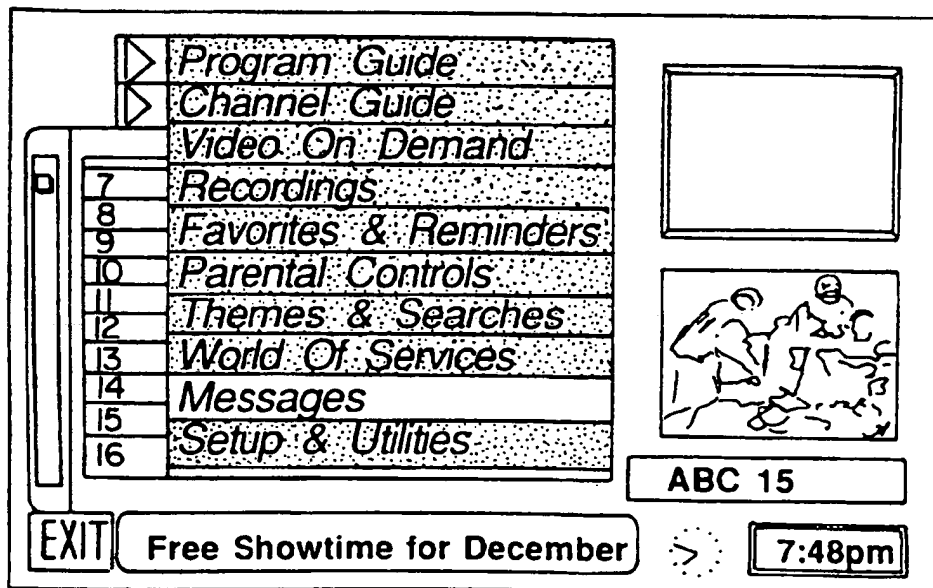 Program Guide
Channel Guide
Video On Demand
7 Recordings
8
9 Favorites & Reminders
10 Parental Controls
11
12 Themes & Searches
13 World Of Services
14 Messages
15
16 Setup & Utilities
ABC 15
EXIT Free Showtime for December 7:48pm